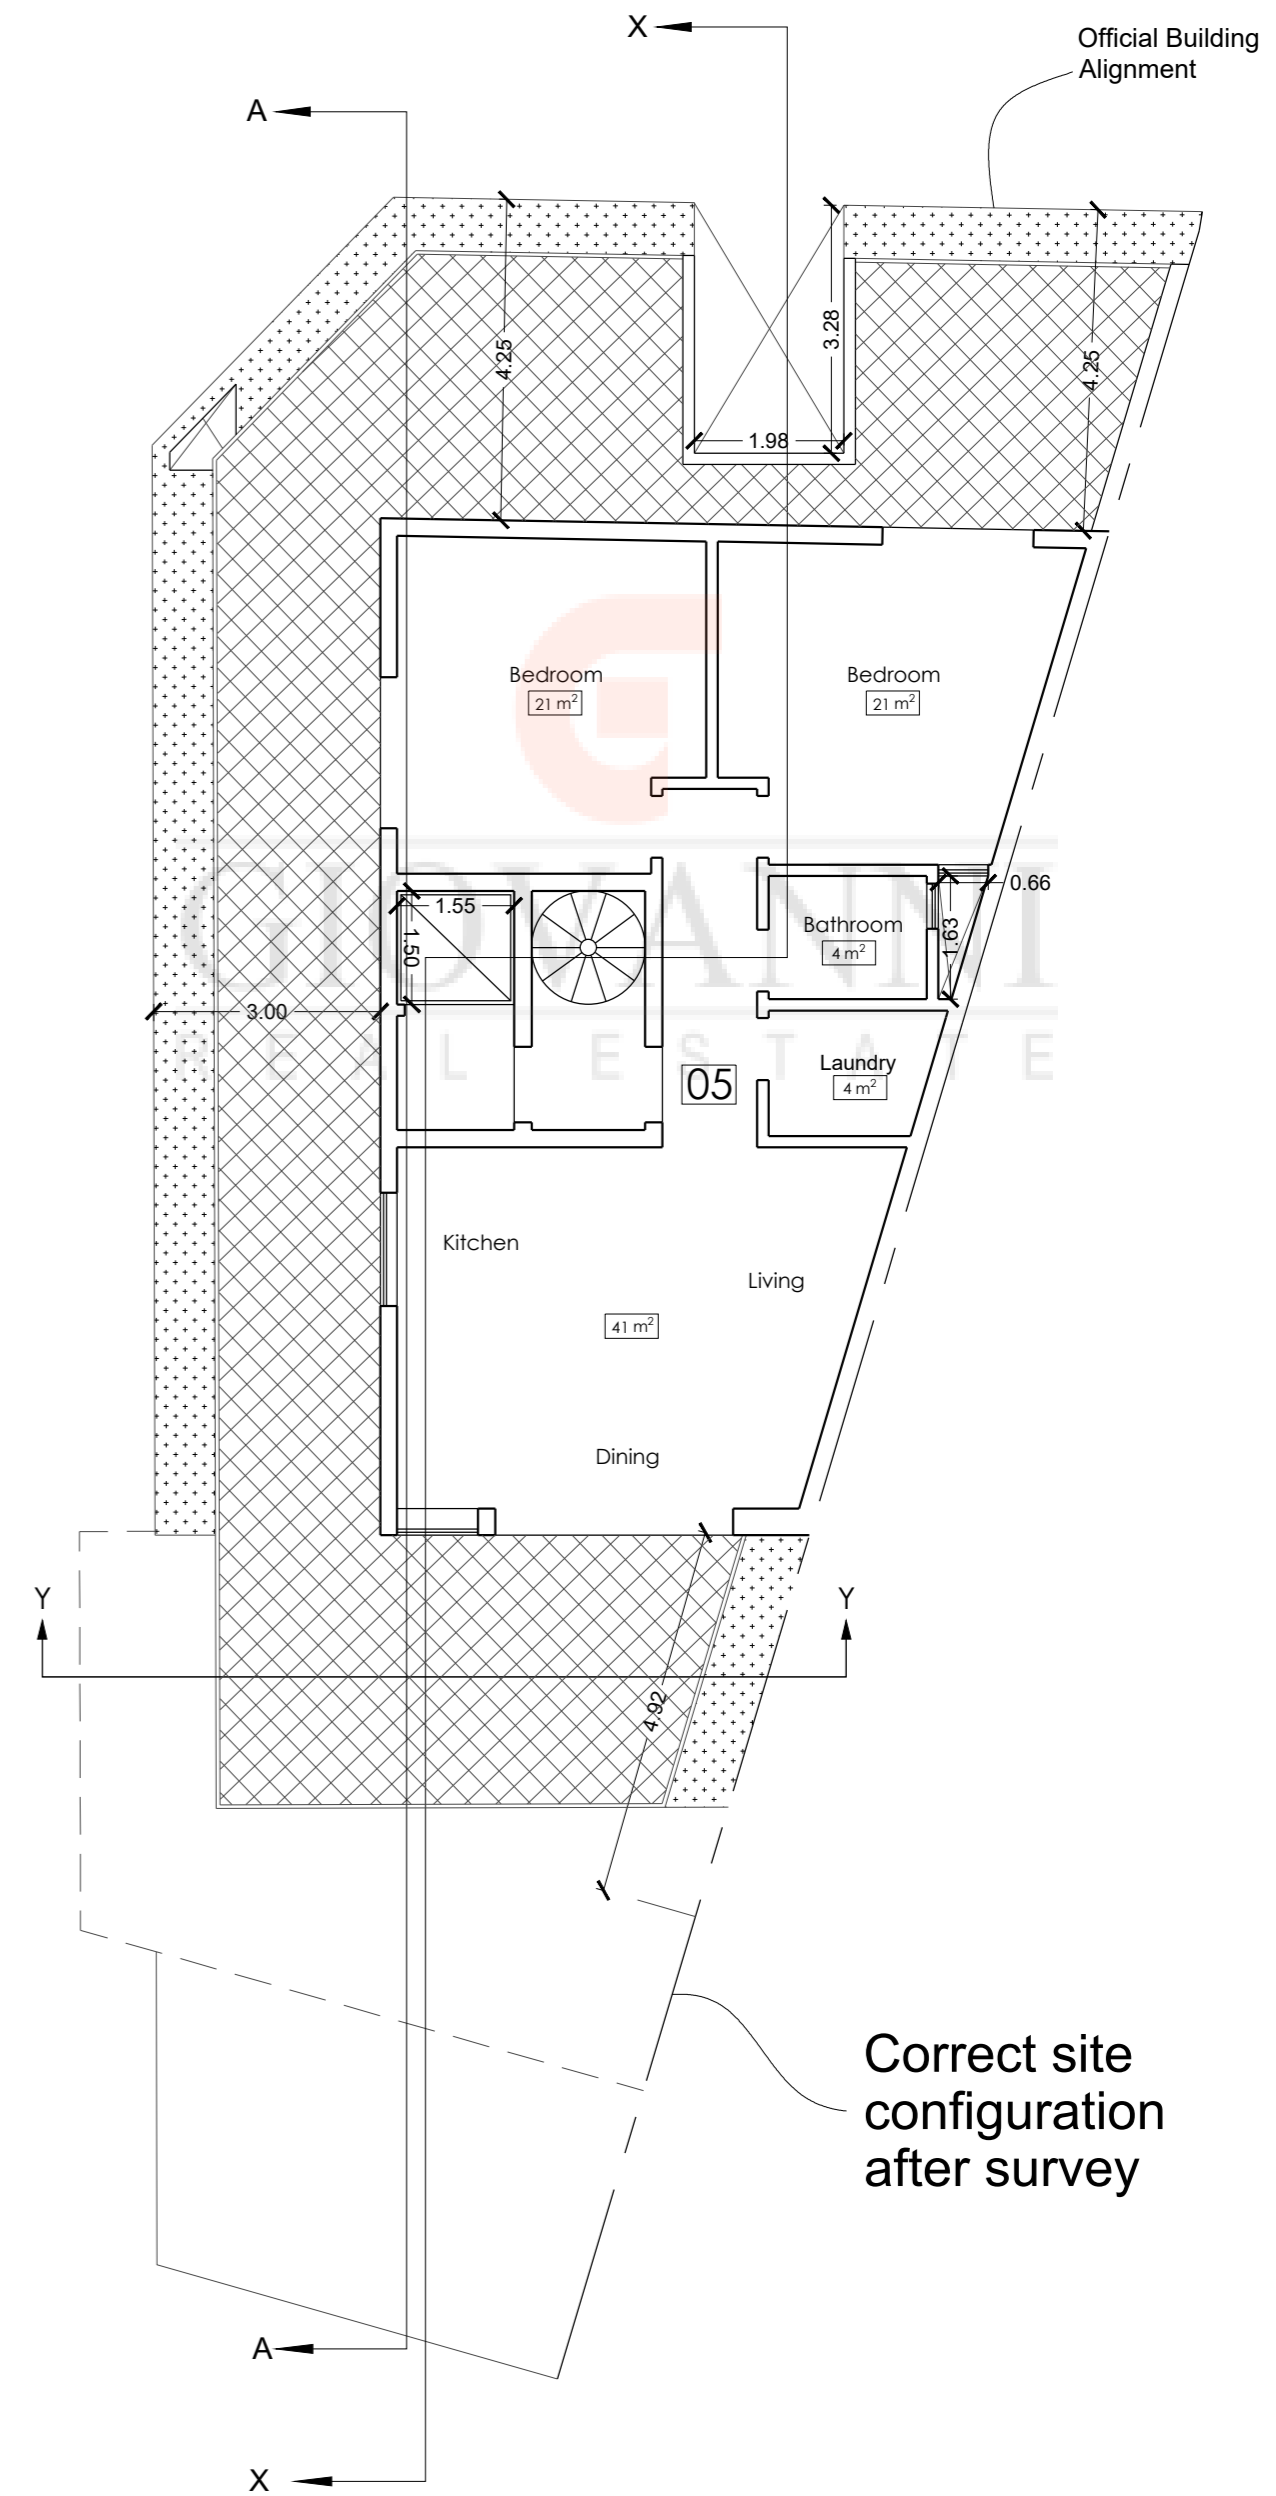 X
Official Building
Alignment
A
4.25
3.28
4.25
1.98
Bedroom
21 m²
Bedroom
21 m²
GIOVANNI
REAL ESTATE
1.55
1.50
Bathroom
4 m²
1.63
0.66
3.00
05
Laundry
4 m²
Kitchen
Living
41 m²
Dining
Y
Y
4.92
Correct site
configuration
after survey
A
X